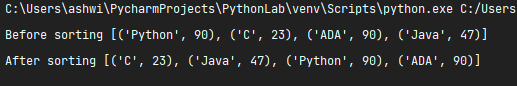 C:\Users\ashwi\PycharmProjects\PythonLab\venv\Scripts\python.exe C:/Users
Before sorting [('Python', 90), ('C', 23), ('ADA', 90), ('Java', 47)]
After sorting [('C', 23), ('Java', 47), ('Python', 90), ('ADA', 90)]